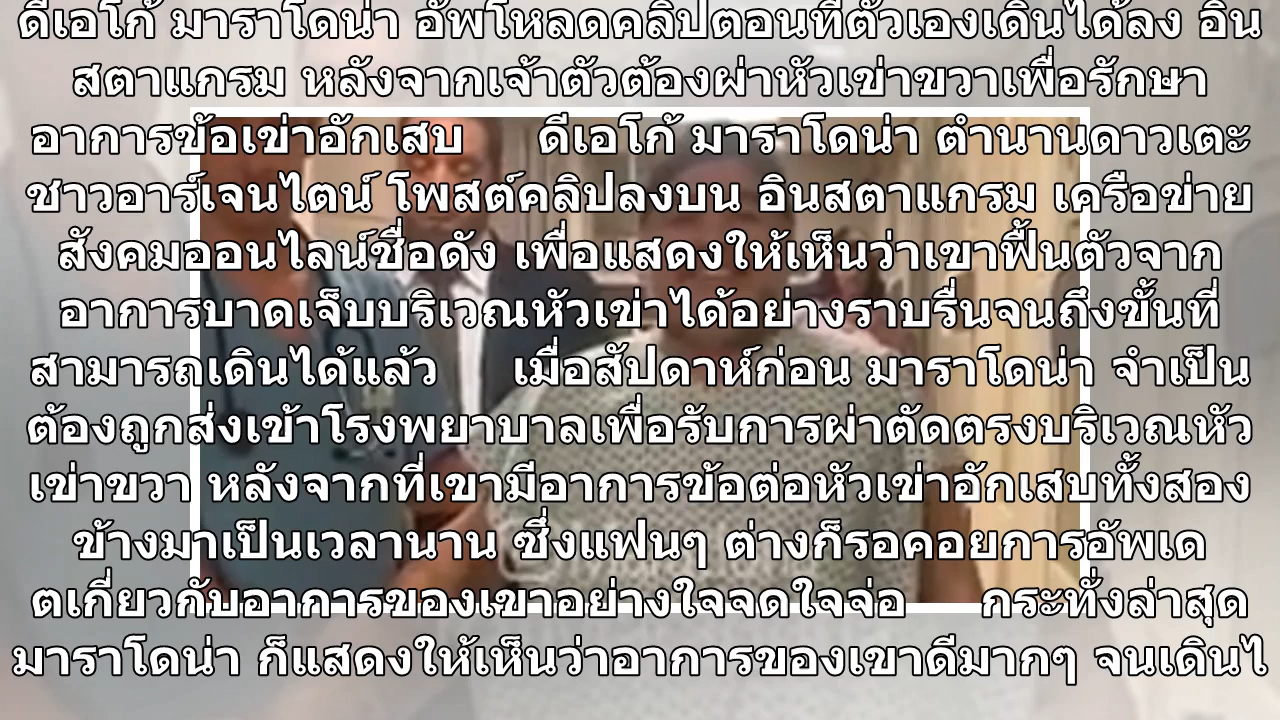 ดีเอโก้ มาราโดน่า อัพโหลดคลิปตอนที่ตัวเองเดินได้ลง อิน
สตาแกรม หลังจากเจ้าตัวต้องผ่าหัวเข่าขวาเพื่อรักษา
อาการข้อเข่าอักเสบ ดีเอโก้ มาราโดน่า ตำนานดาวเตะ
ชาวอาร์เจนไตน์ โพสต์คลิปลงบน อินสตาแกรม เครือข่าย
สังคมออนไลน์ชื่อดัง เพื่อแสดงให้เห็นว่าเขาฟื้นตัวจาก
อาการบาดเจ็บบริเวณหัวเข่าได้อย่างราบรื่นจนถึงขั้นที่
สามารถเดินได้แล้ว เมื่อสัปดาห์ก่อน มาราโดน่า จำเป็น
ต้องถูกส่งเข้าโรงพยาบาลเพื่อรับการผ่าตัดตรงบริเวณหัว
เข่าขวา หลังจากที่เขามีอาการข้อต่อหัวเข่าอักเสบทั้งสอง
ข้างมาเป็นเวลานาน ซึ่งแฟนๆ ต่างก็รอคอยการอัพเด
ตเกี่ยวกับอาการของเขาอย่างใจจดใจจ่อ กระทั่งล่าสุด
มาราโดน่า ก็แสดงให้เห็นว่าอาการของเขาดีมากๆ จนเดินไ